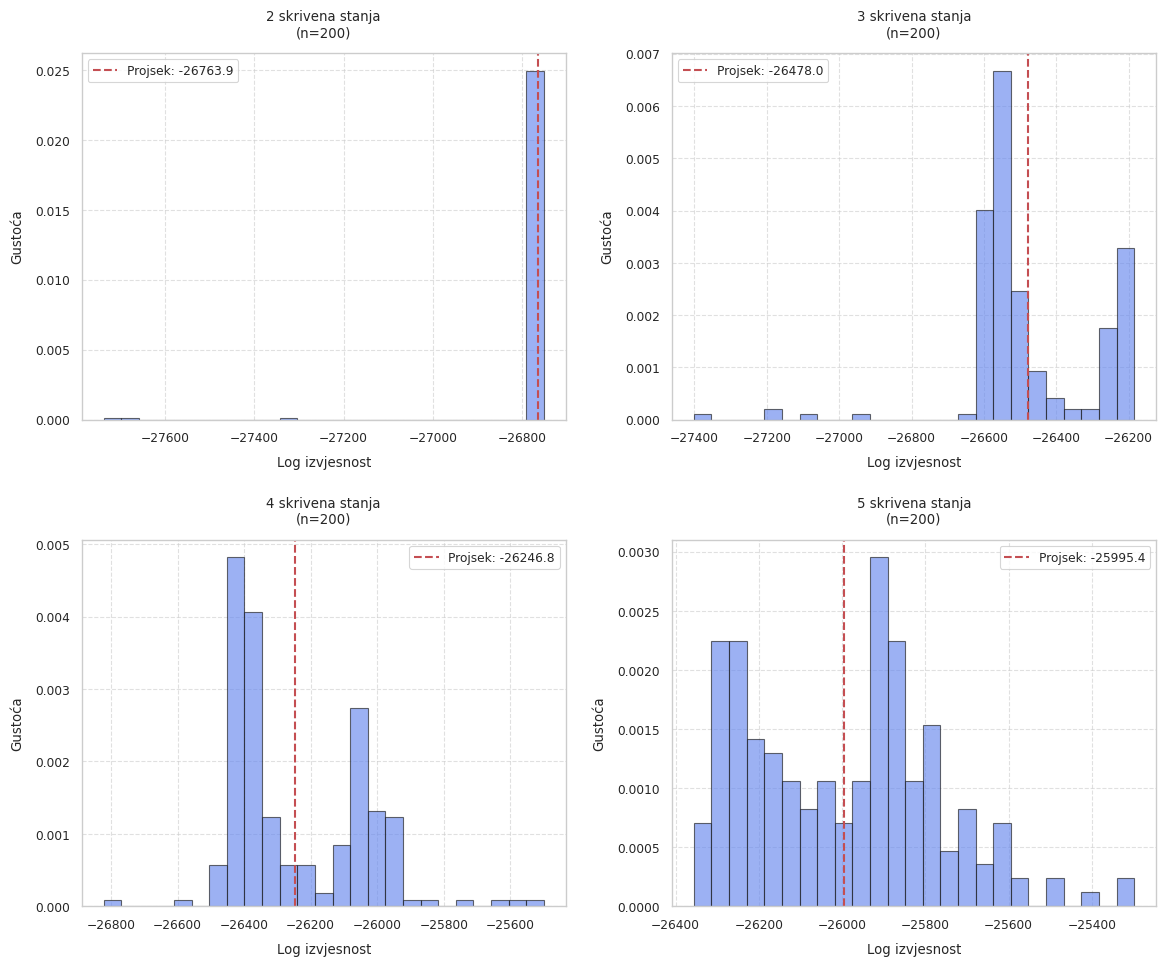 2 skrivena stanja
(n=200)
Projsek: -26763.9
0.025
0.020
0.015
0.010
0.005
0.000
Gustoća
−27600
−27400
−27200
−27000
−26800
Log izvjesnost
3 skrivena stanja
(n=200)
Projsek: -26478.0
0.007
0.006
0.005
0.004
0.003
0.002
0.001
0.000
Gustoća
−27400
−27200
−27000
−26800
−26600
−26400
−26200
Log izvjesnost
4 skrivena stanja
(n=200)
Projsek: -26246.8
0.005
0.004
0.003
0.002
0.001
0.000
Gustoća
−26800
−26600
−26400
−26200
−26000
−25800
−25600
Log izvjesnost
5 skrivena stanja
(n=200)
Projsek: -25995.4
0.0030
0.0025
0.0020
0.0015
0.0010
0.0005
0.0000
Gustoća
−26400
−26200
−26000
−25800
−25600
−25400
Log izvjesnost